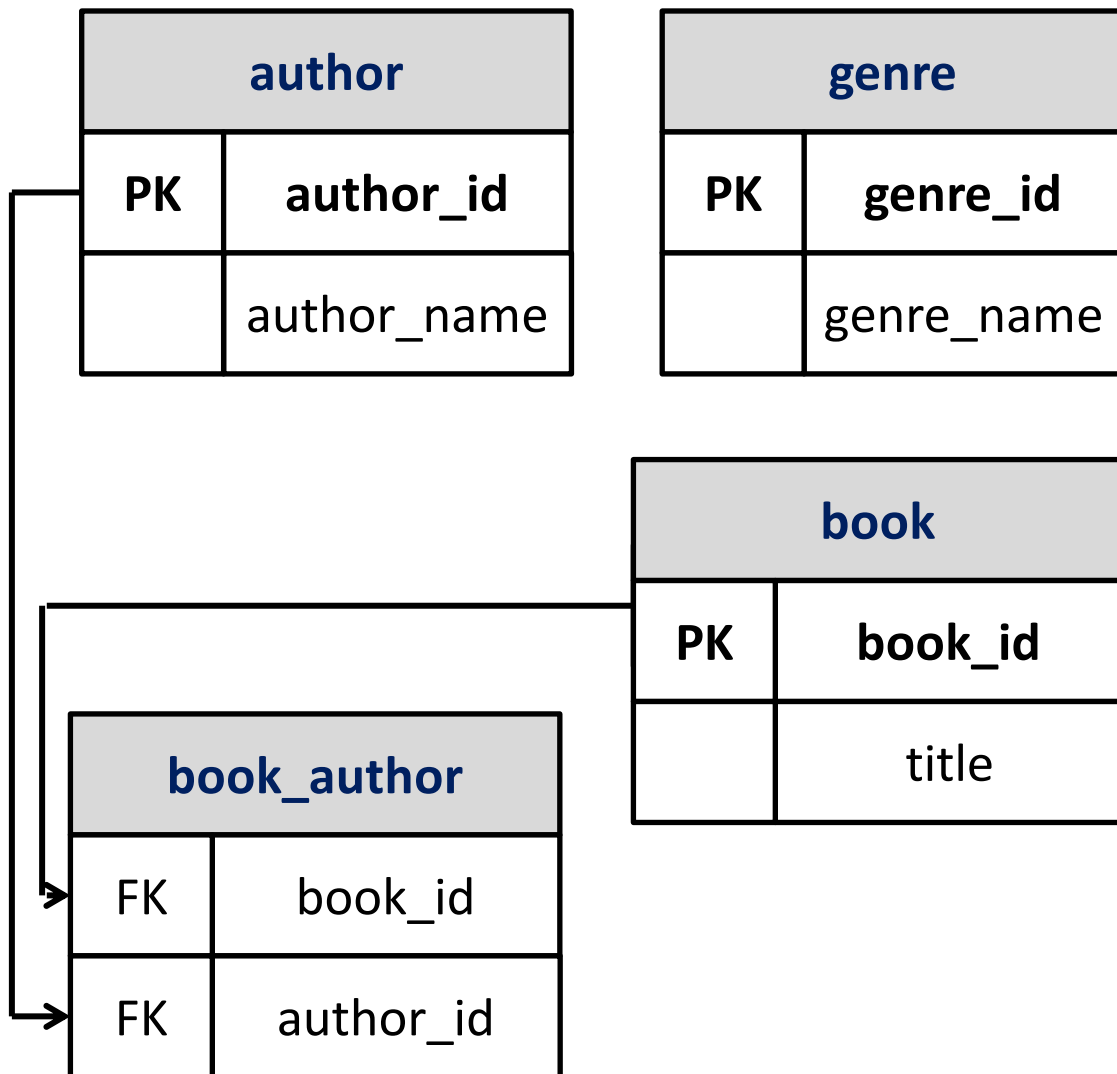 author
PK author_id
author_name
genre
PK genre_id
genre_name
book
PK book_id
title
book_author
FK book_id
FK author_id